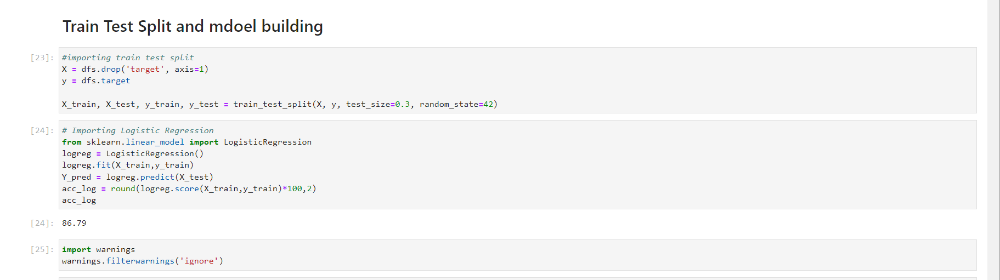 Train Test Split and mdoel building
[23]: #importing train test split
X = dfs.drop('target', axis=1)
y = dfs.target
X_train, X_test, y_train, y_test = train_test_split(X, y, test_size=0.3, random_state=42)
[24]: # Importing Logistic Regression
from sklearn.linear_model import LogisticRegression
logreg = LogisticRegression()
logreg.fit(X_train,y_train)
Y_pred = logreg.predict(X_test)
acc_log = round(logreg.score(X_train,y_train)*100,2)
acc_log
[24]: 86.79
[25]: import warnings
warnings.filterwarnings('ignore')